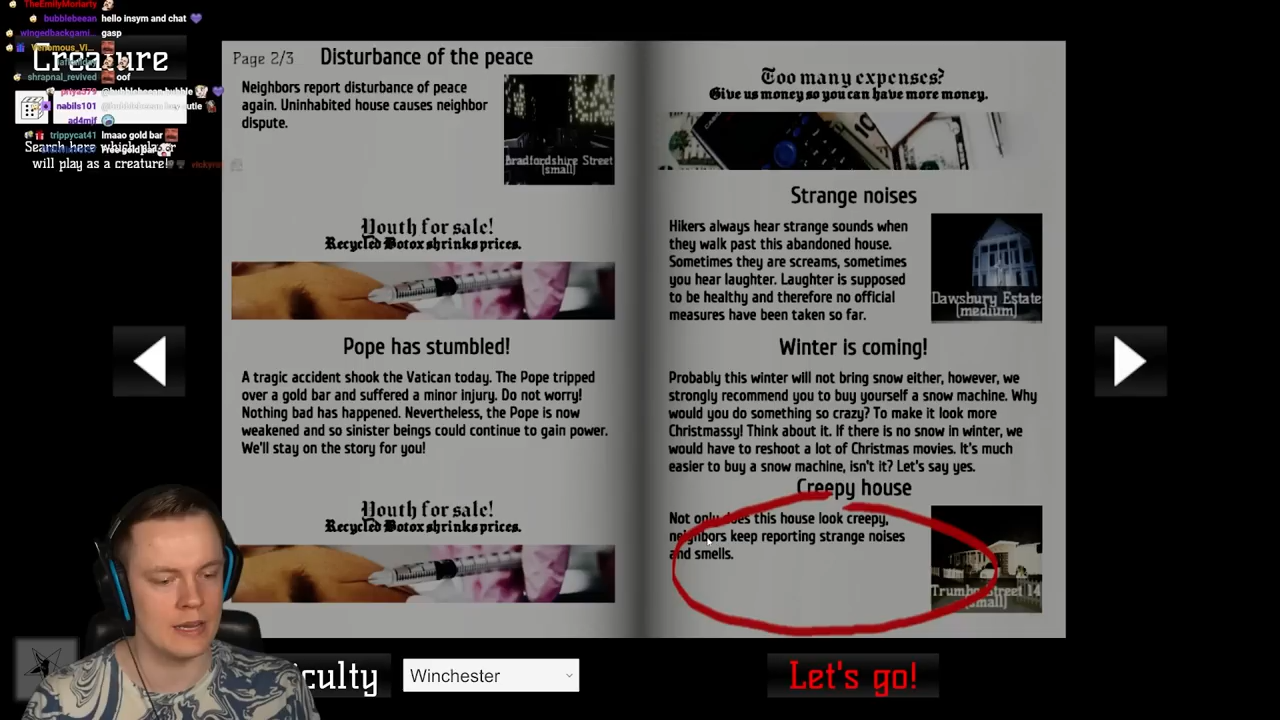 TheEmilyMoriarty
bubblebeean hello insym and chat
wingedbackgami... gasp
Venomous_Vi...
Creature
shrapnal_revived oof
priya579 @bubblebeean bubble
nabils101
ad4mif
trippycat41 lmaao gold bar
Search here which player
will play as a creature!
Page 2/3
Disturbance of the peace
Neighbors report disturbance of peace
again. Uninhabited house causes neighbor
dispute.
Bradfordshire Street
(small)
Youth for sale!
Recycled Botox shrinks prices.
Pope has stumbled!
A tragic accident shook the Vatican today. The Pope tripped
over a gold bar and suffered a minor injury. Do not worry!
Nothing bad has happened. Nevertheless, the Pope is now
weakened and so sinister beings could continue to gain power.
We'll stay on the story for you!
Youth for sale!
Recycled Botox shrinks prices.
Too many expenses?
Give us money so you can have more money.
Strange noises
Hikers always hear strange sounds when
they walk past this abandoned house.
Sometimes they are screams, sometimes
you hear laughter. Laughter is supposed
to be healthy and therefore no official
measures have been taken so far.
Dawsbury Estate
(medium)
Winter is coming!
Probably this winter will not bring snow either, however, we
strongly recommend you to buy yourself a snow machine. Why
would you do something so crazy? To make it look more
Christmassy! Think about it. If there is no snow in winter, we
would have to reshoot a lot of Christmas movies. It's much
easier to buy a snow machine, isn't it? Let's say yes.
Creepy house
Not only does this house look creepy,
neighbors keep reporting strange noises
and smells.
Street 14
(small)
culty
Winchester
Let's go!